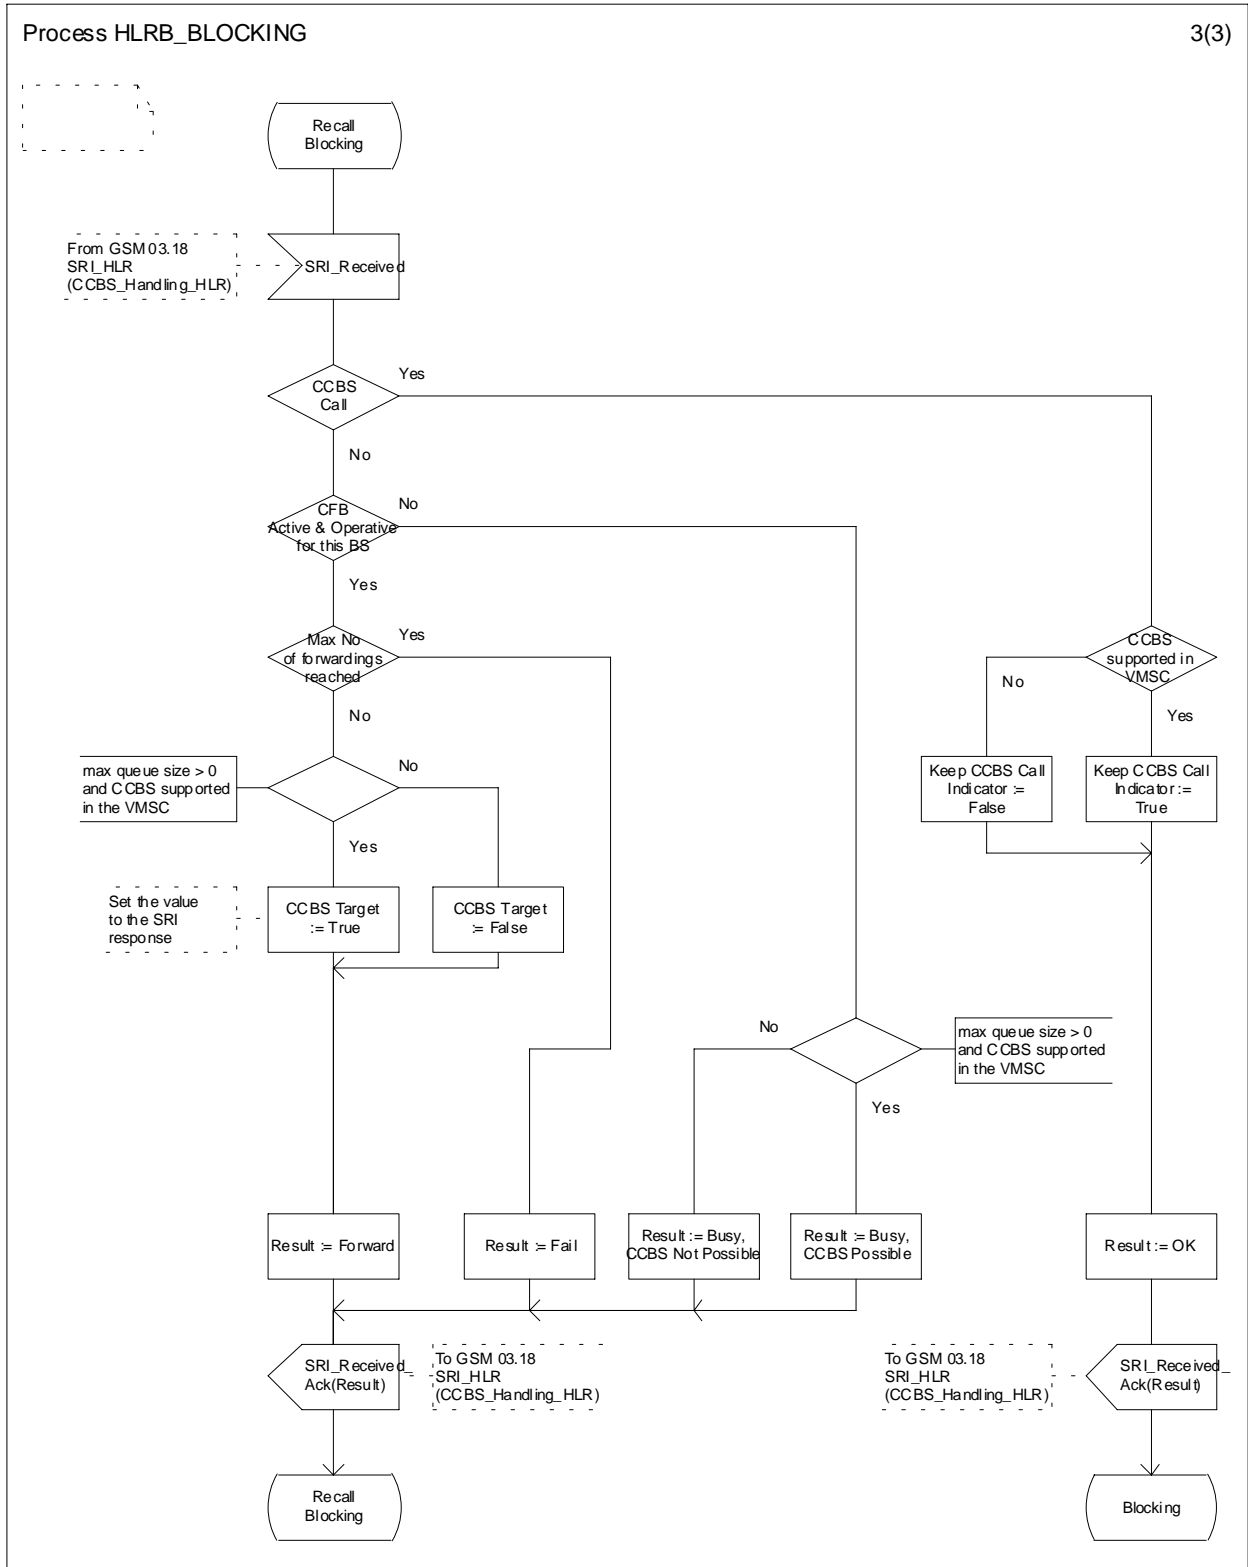 Process HLRB_BLOCKING
3(3)
Recall
Blocking
From GSM 03.18
SRI_HLR
(CCBS_Handling_HLR)
SRI_Received
CCBS
Call
Yes
No
CFB
Active & Operative
for this BS
No
Yes
Max No
of forwardings
reached
Yes
No
CCBS
supported in
VMSC
No
Yes
max queue size > 0
and CCBS supported
in the VMSC
No
Yes
Keep CCBS Call
Indicator :=
False
Keep CCBS Call
Indicator :=
True
Set the value
to the SRI
response
CCBS Target
:= True
CCBS Target
:= False
No
max queue size > 0
and CCBS supported
in the VMSC
Yes
Result := Forward
Result := Fail
Result := Busy,
CCBS Not Possible
Result := Busy,
CCBS Possible
Result := OK
SRI_Received_
Ack(Result)
To GSM 03.18
SRI_HLR
(CCBS_Handling_HLR)
To GSM 03.18
SRI_HLR
(CCBS_Handling_HLR)
SRI_Received_
Ack(Result)
Recall
Blocking
Blocking